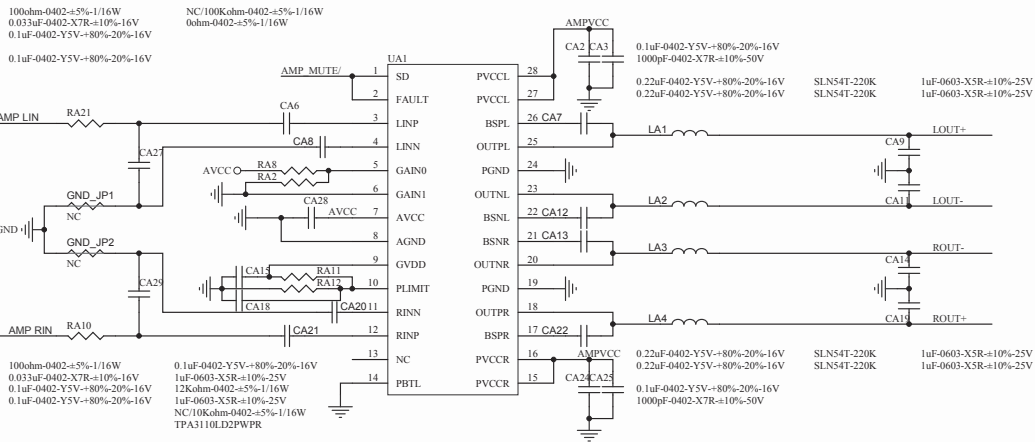 100ohm-0402-±5%-1/16W NC/100Kohm-0402-±5%-1/16W
0.033uF-0402-X7R-±10%-16V 0ohm-0402-±5%-1/16W
0.1uF-0402-Y5V-+80%-20%-16V
0.1uF-0402-Y5V-+80%-20%-16V
AMPVCC
CA2 CA3
0.1uF-0402-Y5V-+80%-20%-16V
1000pF-0402-X7R-±10%-50V
0.22uF-0402-Y5V-+80%-20%-16V SLN54T-220K 1uF-0603-X5R-±10%-25V
0.22uF-0402-Y5V-+80%-20%-16V SLN54T-220K 1uF-0603-X5R-±10%-25V
UA1
AMP_MUTE/ 1 SD PVCCL 28
2 FAULT PVCCL 27
AMP LIN RA21 CA6 3 LINP BSPL 26 CA7 LA1 LOUT+
CA27 CA8 4 LINN OUTPL 25 CA9
AVCC RA8 5 GAIN0 PGND 24
RA2 6 GAIN1 OUTNL 23
GND_JP1
NC
CA28 AVCC 7 AVCC BSNL 22 CA12 LA2 CA11 LOUT-
GND
8 AGND BSNR 21 CA13
GND_JP2
NC
9 GVDD OUTNR 20 LA3 ROUT-
CA15 RA11 CA14
RA12 10 PLIMIT PGND 19
CA29 CA18 CA20 11 RINN OUTPR 18
AMP RIN RA10 CA21 12 RINP BSPR 17 CA22 LA4 CA19 ROUT+
13 NC PVCCR 16 AMPVCC
14 PBTL PVCCR 15
CA24 CA25
0.22uF-0402-Y5V-+80%-20%-16V SLN54T-220K 1uF-0603-X5R-±10%-25V
0.22uF-0402-Y5V-+80%-20%-16V SLN54T-220K 1uF-0603-X5R-±10%-25V
0.1uF-0402-Y5V-+80%-20%-16V
1000pF-0402-X7R-±10%-50V
100ohm-0402-±5%-1/16W 0.1uF-0402-Y5V-+80%-20%-16V
0.033uF-0402-X7R-±10%-16V 1uF-0603-X5R-±10%-25V
0.1uF-0402-Y5V-+80%-20%-16V 12Kohm-0402-±5%-1/16W
0.1uF-0402-Y5V-+80%-20%-16V 1uF-0603-X5R-±10%-25V
NC/10Kohm-0402-±5%-1/16W
TPA3110LD2PWPR